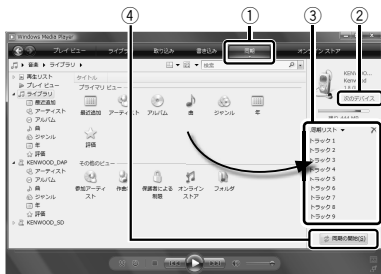 ④ ① ③ ②
Windows Media Player
プレイ ビュー ライブラリ 取り込み 書き込み 同期 オンライン ストア
音楽 ▸ ライブラリ ▸ 検索
再生リスト
プレイ ビュー
ライブラリ
最近追加
アーティスト
アルバム
曲
ジャンル
年
評価
KENWOOD_DAP
アーティスト
アルバム
曲
ジャンル
年
評価
KENWOOD_SD
タイトル
プライマリ ビュー
最近追加 アーティスト アルバム 曲 ジャンル 年
評価
その他のビュー
参加アーティスト 保護者による制限 オンライン ストア フォルダ
KENWOOD...
Kenwood
次のデバイス
同期リスト ▼
トラック 1
トラック 2
トラック 3
トラック 4
トラック 5
トラック 6
トラック 7
トラック 8
トラック 9
同期の開始(S)